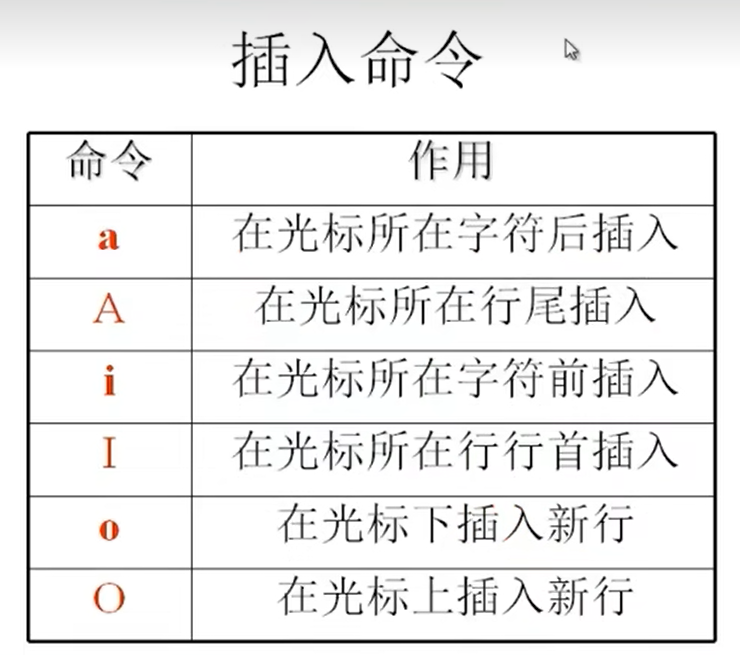 插入命令
命令 作用
a 在光标所在字符后插入
A 在光标所在行尾插入
i 在光标所在字符前插入
I 在光标所在行行首插入
o 在光标下插入新行
O 在光标上插入新行